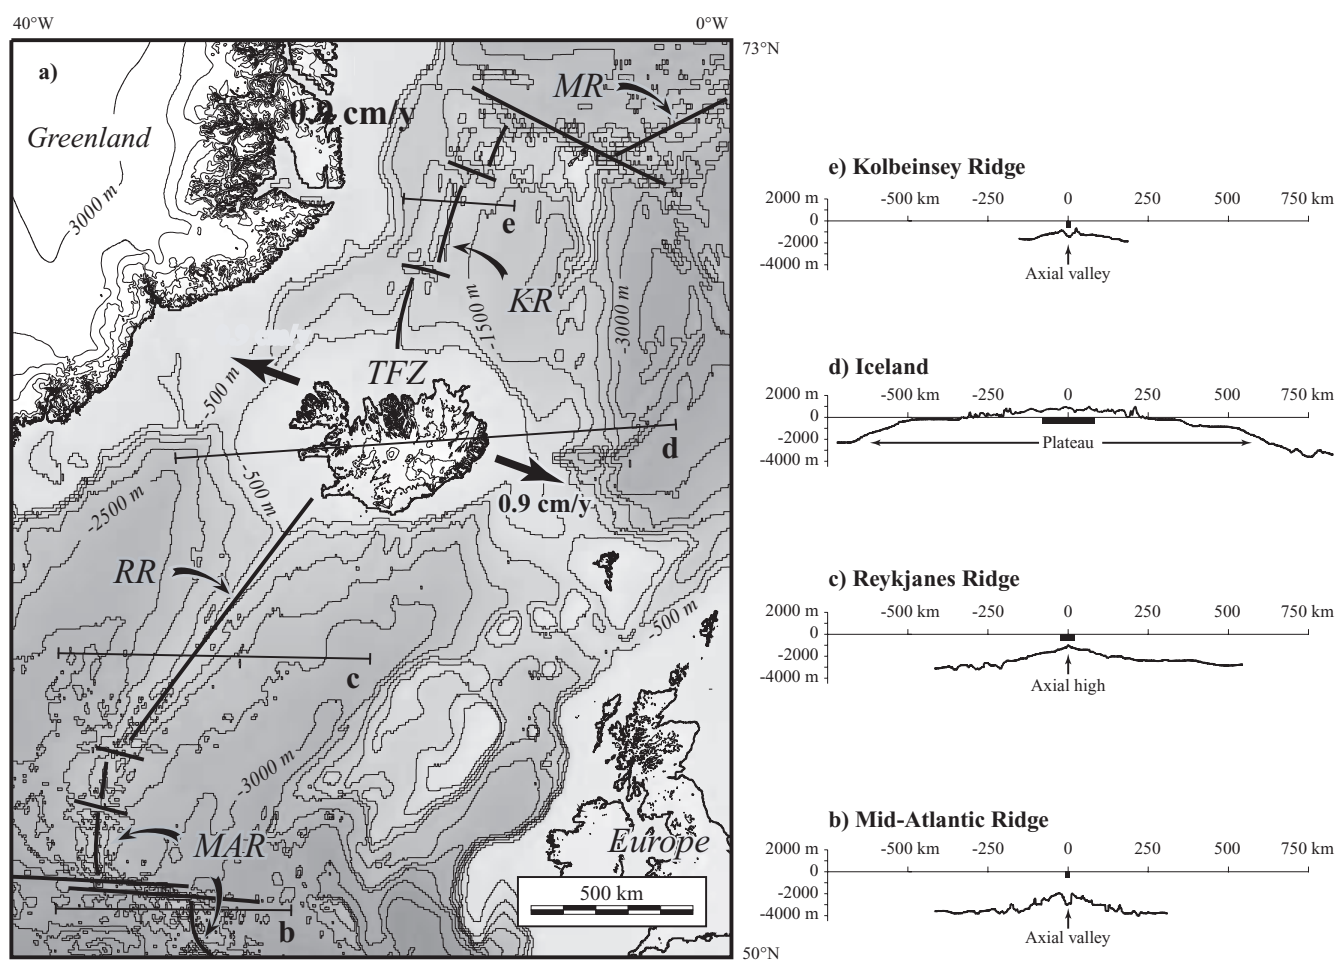 40°W
0°W
73°N
a)
MR
0.9 cm/y
Greenland
-3000 m
e
KR
-1500 m
-3000 m
TFZ
-500 m
d
-500 m
0.9 cm/y
-2500 m
RR
-500 m
c
-3000 m
MAR
Europe
500 km
b
50°N
e) Kolbeinsey Ridge
2000 m
-500 km
-250
0
250
500
750 km
0
-2000
-4000 m
Axial valley
d) Iceland
2000 m
-500 km
-250
0
250
500
750 km
0
-2000
-4000 m
Plateau
c) Reykjanes Ridge
2000 m
-500 km
-250
0
250
500
750 km
0
-2000
-4000 m
Axial high
b) Mid-Atlantic Ridge
2000 m
-500 km
-250
0
250
500
750 km
0
-2000
-4000 m
Axial valley